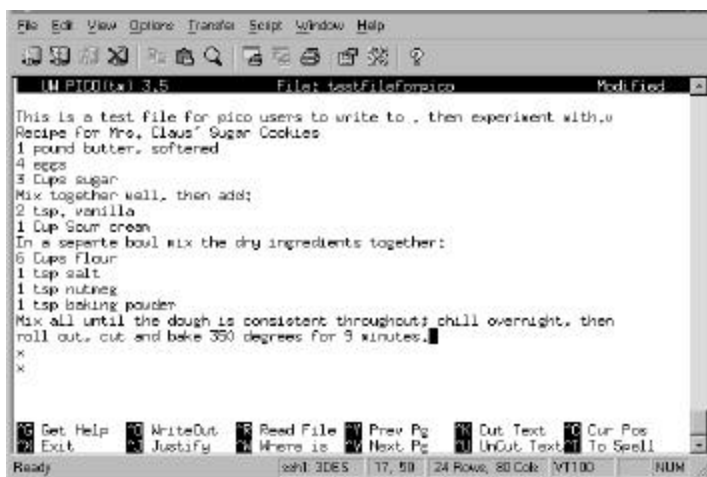 File Edit View Options Transfer Script Window Help
UW PICO(tm) 3.5 File: testfileforpico Modified
This is a test file for pico users to write to , then experiment with.v
Recipe for Mrs. Claus' Sugar Cookies
1 pound butter, softened
4 eggs
3 Cups sugar
Mix together well, then add:
2 tsp. vanilla
1 Cup Sour cream
In a seperte bowl mix the dry ingredients together:
6 Cups flour
1 tsp salt
1 tsp nutmeg
1 tsp baking powder
Mix all until the dough is consistent throughout; chill overnight, then
roll out, cut and bake 350 degrees for 9 minutes.
x
x
^G Get Help ^O WriteOut ^R Read File ^Y Prev Pg ^K Cut Text ^C Cur Pos
^X Exit ^J Justify ^W Where is ^V Next Pg ^U UnCut Text ^T To Spell
Ready ssh1: 3DES 17, 50 24 Rows, 80 Cols VT100 NUM